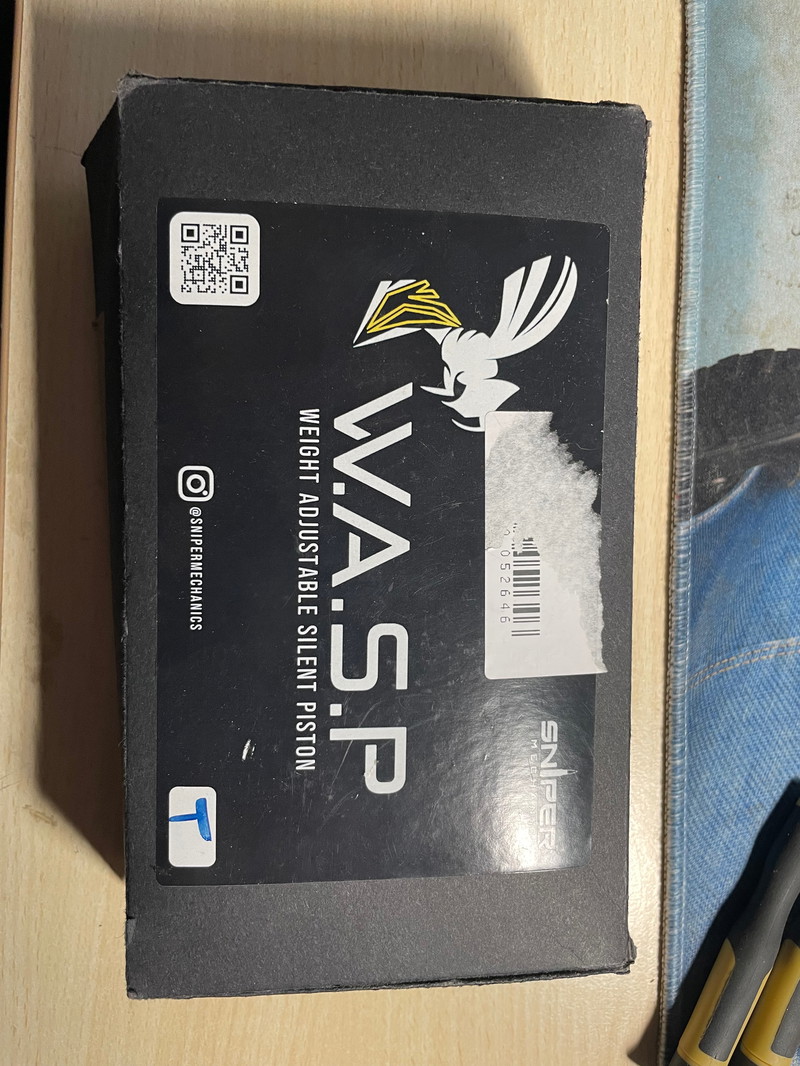 SNIPER
052646
W.A.S.P
WEIGHT ADJUSTABLE SILENT PISTON
@SNIPERMECHANICS
T